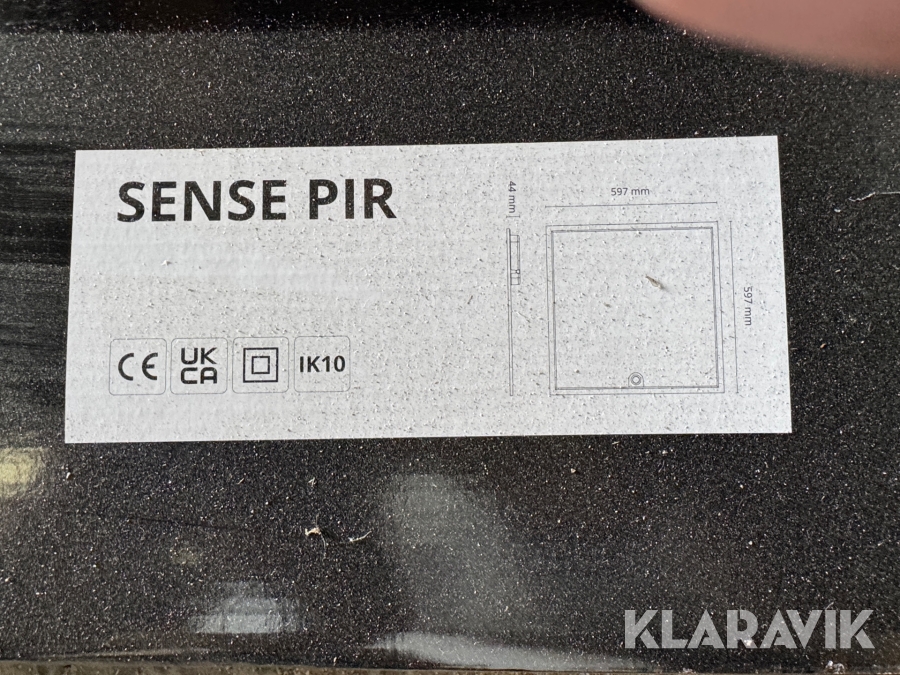 SENSE PIR
44 mm
597 mm
597 mm
CE
UK
CA
IK10
KLARAVIK